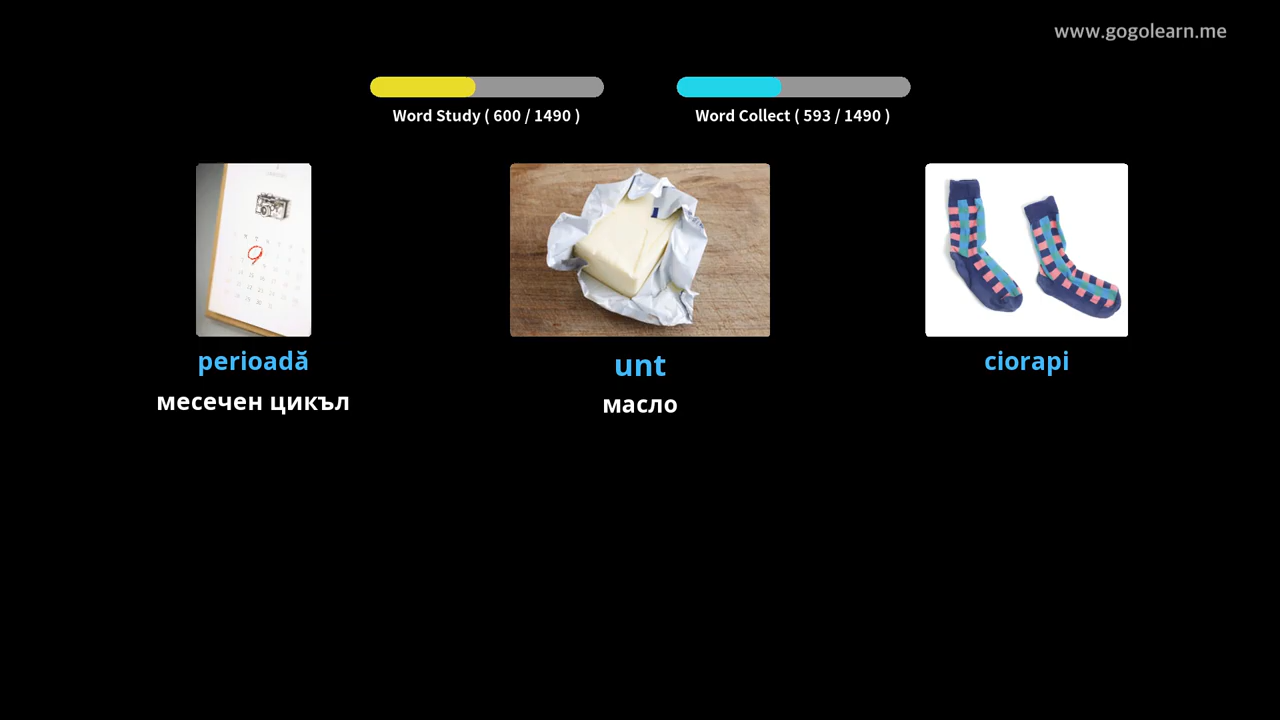 www.gogolearn.me
Word Study ( 600 / 1490 )
Word Collect ( 593 / 1490 )
perioadă
месечен цикъл
unt
масло
ciorapi